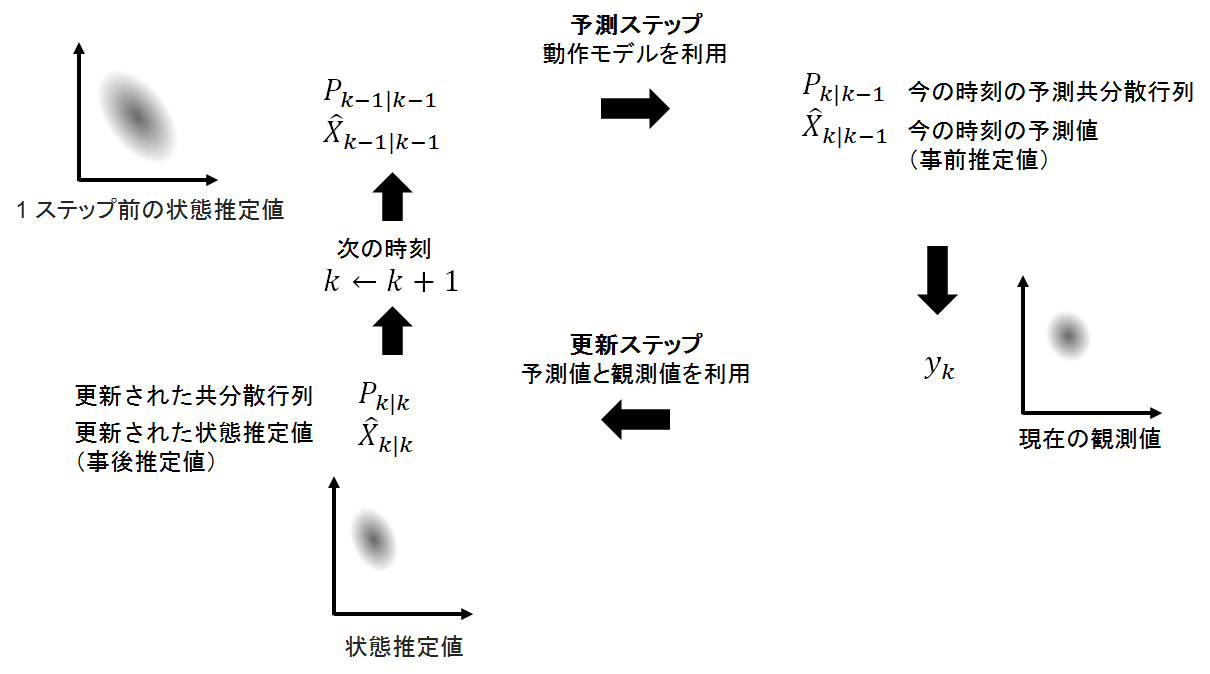 予測ステップ
動作モデルを利用
P_{k-1|k-1}
X̂_{k-1|k-1}
P_{k|k-1} 今の時刻の予測共分散行列
X̂_{k|k-1} 今の時刻の予測値
（事前推定値）
1 ステップ前の状態推定値
次の時刻
k ← k + 1
更新ステップ
予測値と観測値を利用
y_k
現在の観測値
更新された共分散行列 P_{k|k}
更新された状態推定値 X̂_{k|k}
（事後推定値）
状態推定値